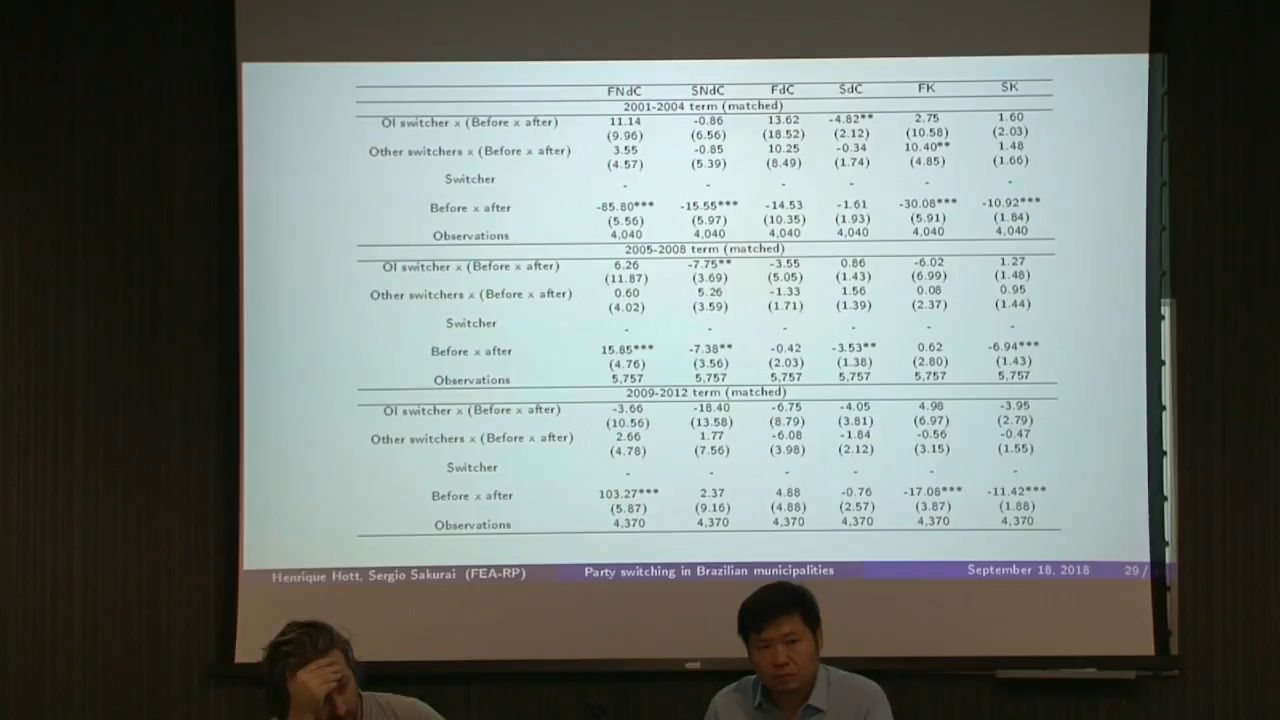 FNdC SNdC FdC SdC FK SK
2001-2004 term (matched)
OI switcher x (Before x after) 11.14 -0.86 13.62 -4.82** 2.75 1.60
(9.96) (6.56) (18.52) (2.12) (10.58) (2.03)
Other switchers x (Before x after) 3.55 -0.85 10.25 -0.34 10.40** 1.48
(4.57) (5.39) (8.49) (1.74) (4.85) (1.66)
Switcher - - - - - -
Before x after -85.80*** -15.55*** -14.53 -1.61 -30.08*** -10.92***
(5.56) (5.97) (10.35) (1.93) (5.91) (1.84)
Observations 4,040 4,040 4,040 4,040 4,040 4,040
2005-2008 term (matched)
OI switcher x (Before x after) 6.26 -7.75** -3.55 0.86 -6.02 1.27
(11.87) (3.69) (5.05) (1.43) (6.99) (1.48)
Other switchers x (Before x after) 0.60 5.26 -1.33 1.56 0.08 0.95
(4.02) (3.59) (1.71) (1.39) (2.37) (1.44)
Switcher - - - - - -
Before x after 15.85*** -7.38** -0.42 -3.53** 0.62 -6.94***
(4.76) (3.56) (2.03) (1.38) (2.80) (1.43)
Observations 5,757 5,757 5,757 5,757 5,757 5,757
2009-2012 term (matched)
OI switcher x (Before x after) -3.66 -18.40 -6.75 -4.05 4.98 -3.95
(10.56) (13.58) (8.79) (3.81) (6.97) (2.79)
Other switchers x (Before x after) 2.66 1.77 -6.08 -1.84 -0.56 -0.47
(4.78) (7.56) (3.98) (2.12) (3.15) (1.55)
Switcher - - - - - -
Before x after 103.27*** 2.37 4.88 -0.76 -17.08*** -11.42***
(5.87) (9.16) (4.88) (2.57) (3.87) (1.88)
Observations 4,370 4,370 4,370 4,370 4,370 4,370
Henrique Hott, Sergio Sakurai (FEA-RP) Party switching in Brazilian municipalities September 18, 2018 29 /